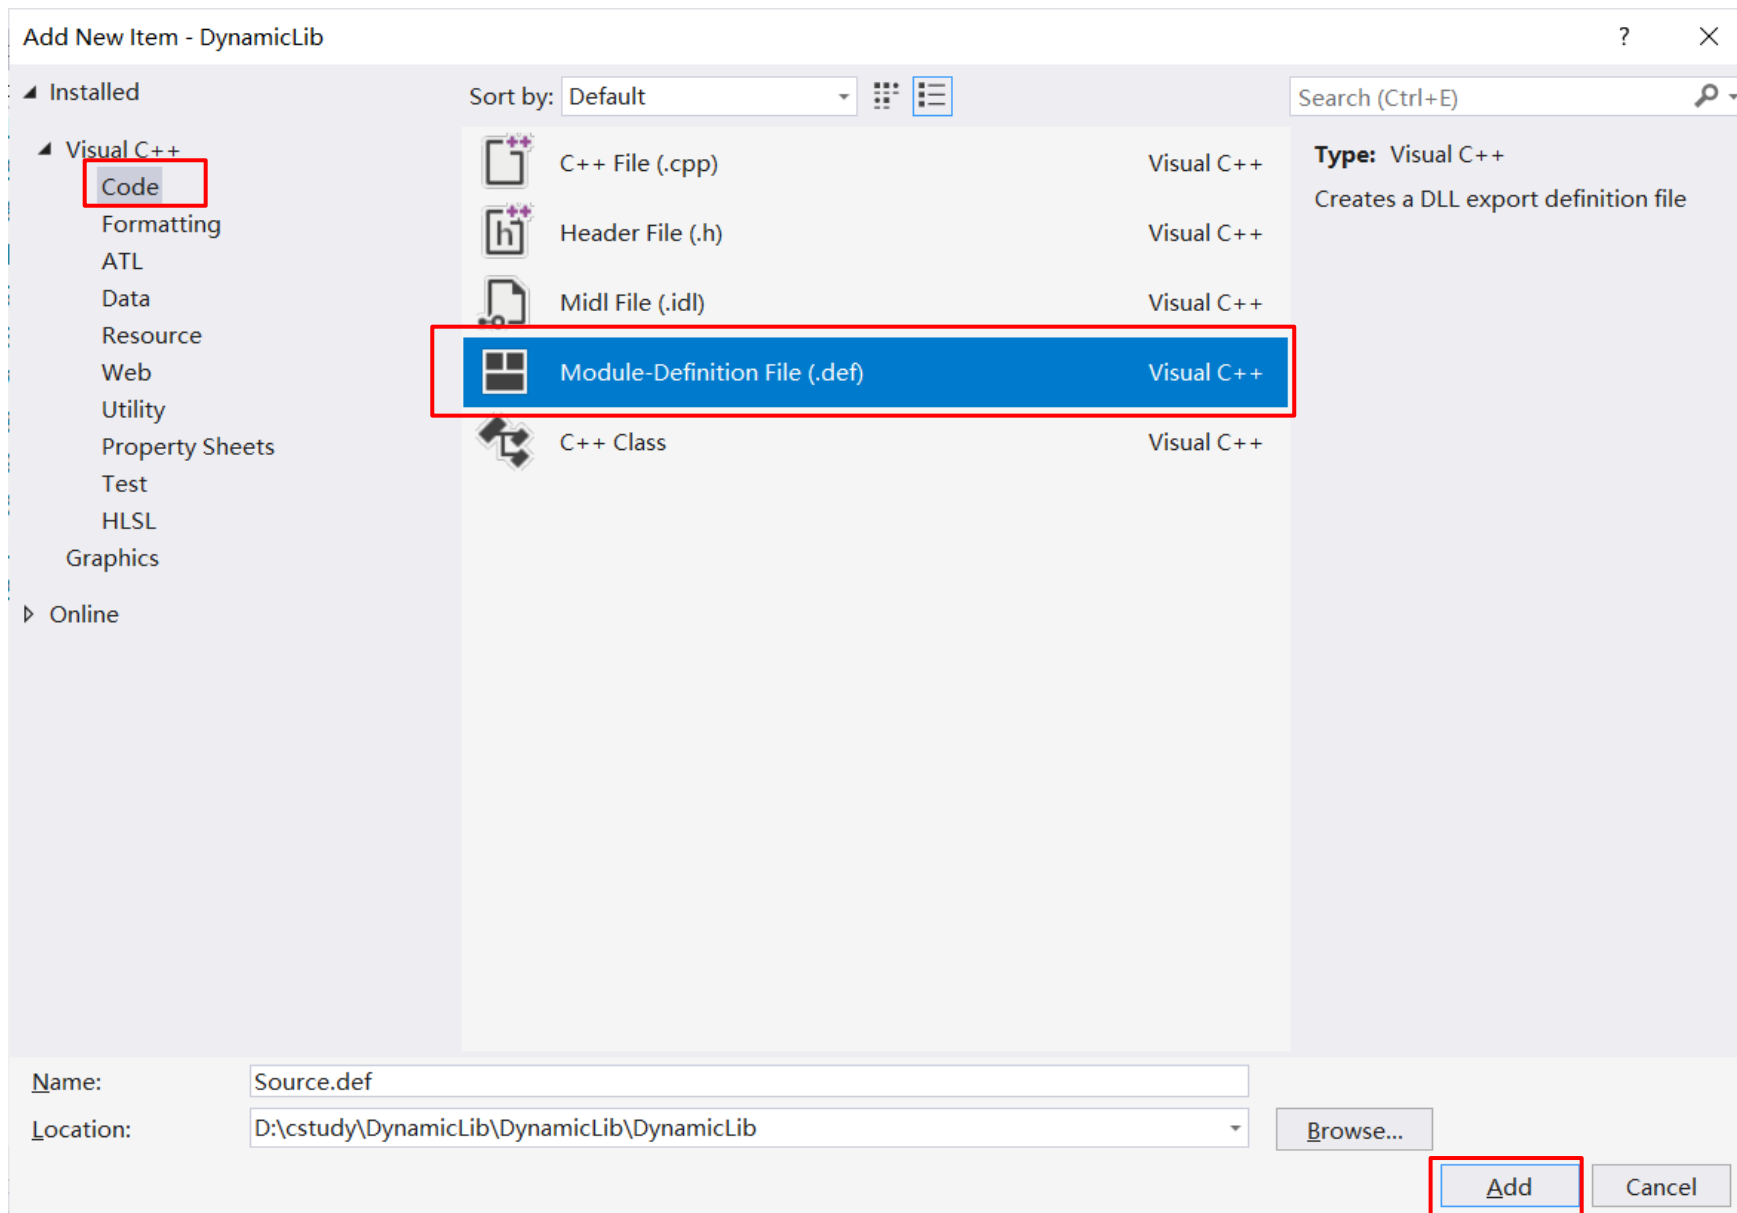 Add New Item - DynamicLib
?
Installed
Visual C++
Code
Formatting
ATL
Data
Resource
Web
Utility
Property Sheets
Test
HLSL
Graphics
Online
Sort by: Default
C++ File (.cpp) Visual C++
Header File (.h) Visual C++
Midl File (.idl) Visual C++
Module-Definition File (.def) Visual C++
C++ Class Visual C++
Search (Ctrl+E)
Type: Visual C++
Creates a DLL export definition file
Name: Source.def
Location: D:\cstudy\DynamicLib\DynamicLib\DynamicLib
Browse...
Add Cancel